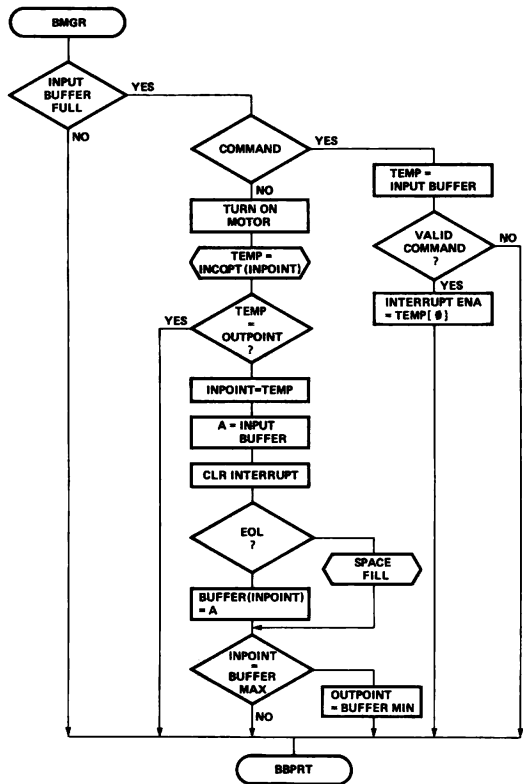 BMGR
INPUT
BUFFER
FULL
YES
NO
COMMAND
YES
NO
TEMP =
INPUT BUFFER
TURN ON
MOTOR
VALID
COMMAND
?
NO
YES
TEMP =
INCOPT (INPOINT)
INTERRUPT ENA
= TEMP[ 0 ]
TEMP
=
OUTPOINT
?
YES
INPOINT=TEMP
A = INPUT
BUFFER
CLR INTERRUPT
EOL
?
SPACE
FILL
BUFFER(INPOINT)
= A
INPOINT
=
BUFFER
MAX
NO
OUTPOINT
= BUFFER MIN
BBPRT